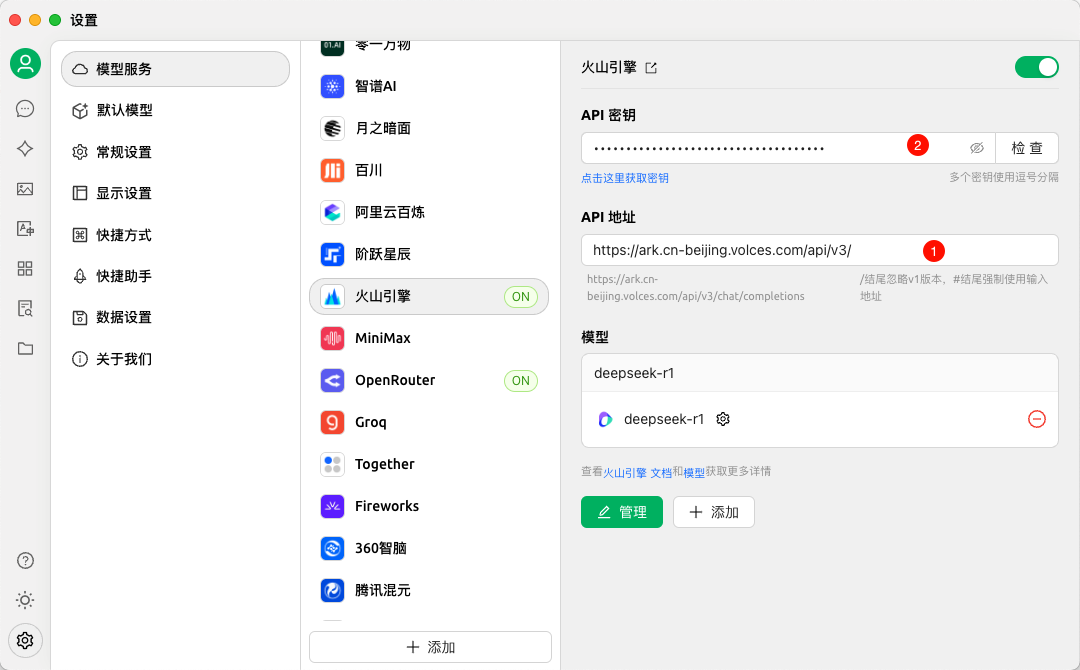 设置
模型服务
默认模型
常规设置
显示设置
快捷方式
快捷助手
数据设置
关于我们
01.AI
零一万物
智谱AI
月之暗面
百川
阿里云百炼
阶跃星辰
火山引擎 ON
MiniMax
OpenRouter ON
Groq
Together
Fireworks
360智脑
腾讯混元
添加
火山引擎
API 密钥
2
检 查
点击这里获取密钥
多个密钥使用逗号分隔
API 地址
https://ark.cn-beijing.volces.com/api/v3/
1
https://ark.cn-
beijing.volces.com/api/v3/chat/completions
/结尾忽略v1版本，#结尾强制使用输入
地址
模型
deepseek-r1
deepseek-r1
查看火山引擎 文档和模型获取更多详情
管理
添加